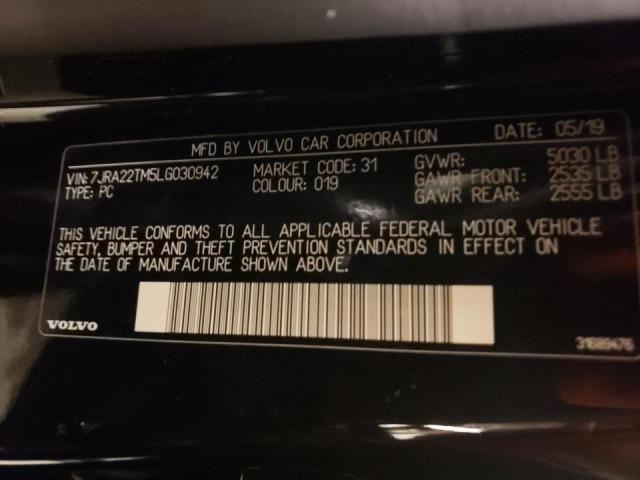 MFD BY VOLVO CAR CORPORATION DATE: 05/19
VIN: 7JRA22TM5LG030942 MARKET CODE: 31 GVWR: 5030 LB
TYPE: PC COLOUR: 019 GAWR FRONT: 2535 LB
GAWR REAR: 2555 LB
THIS VEHICLE CONFORMS TO ALL APPLICABLE FEDERAL MOTOR VEHICLE
SAFETY, BUMPER AND THEFT PREVENTION STANDARDS IN EFFECT ON
THE DATE OF MANUFACTURE SHOWN ABOVE.
VOLVO 31689476